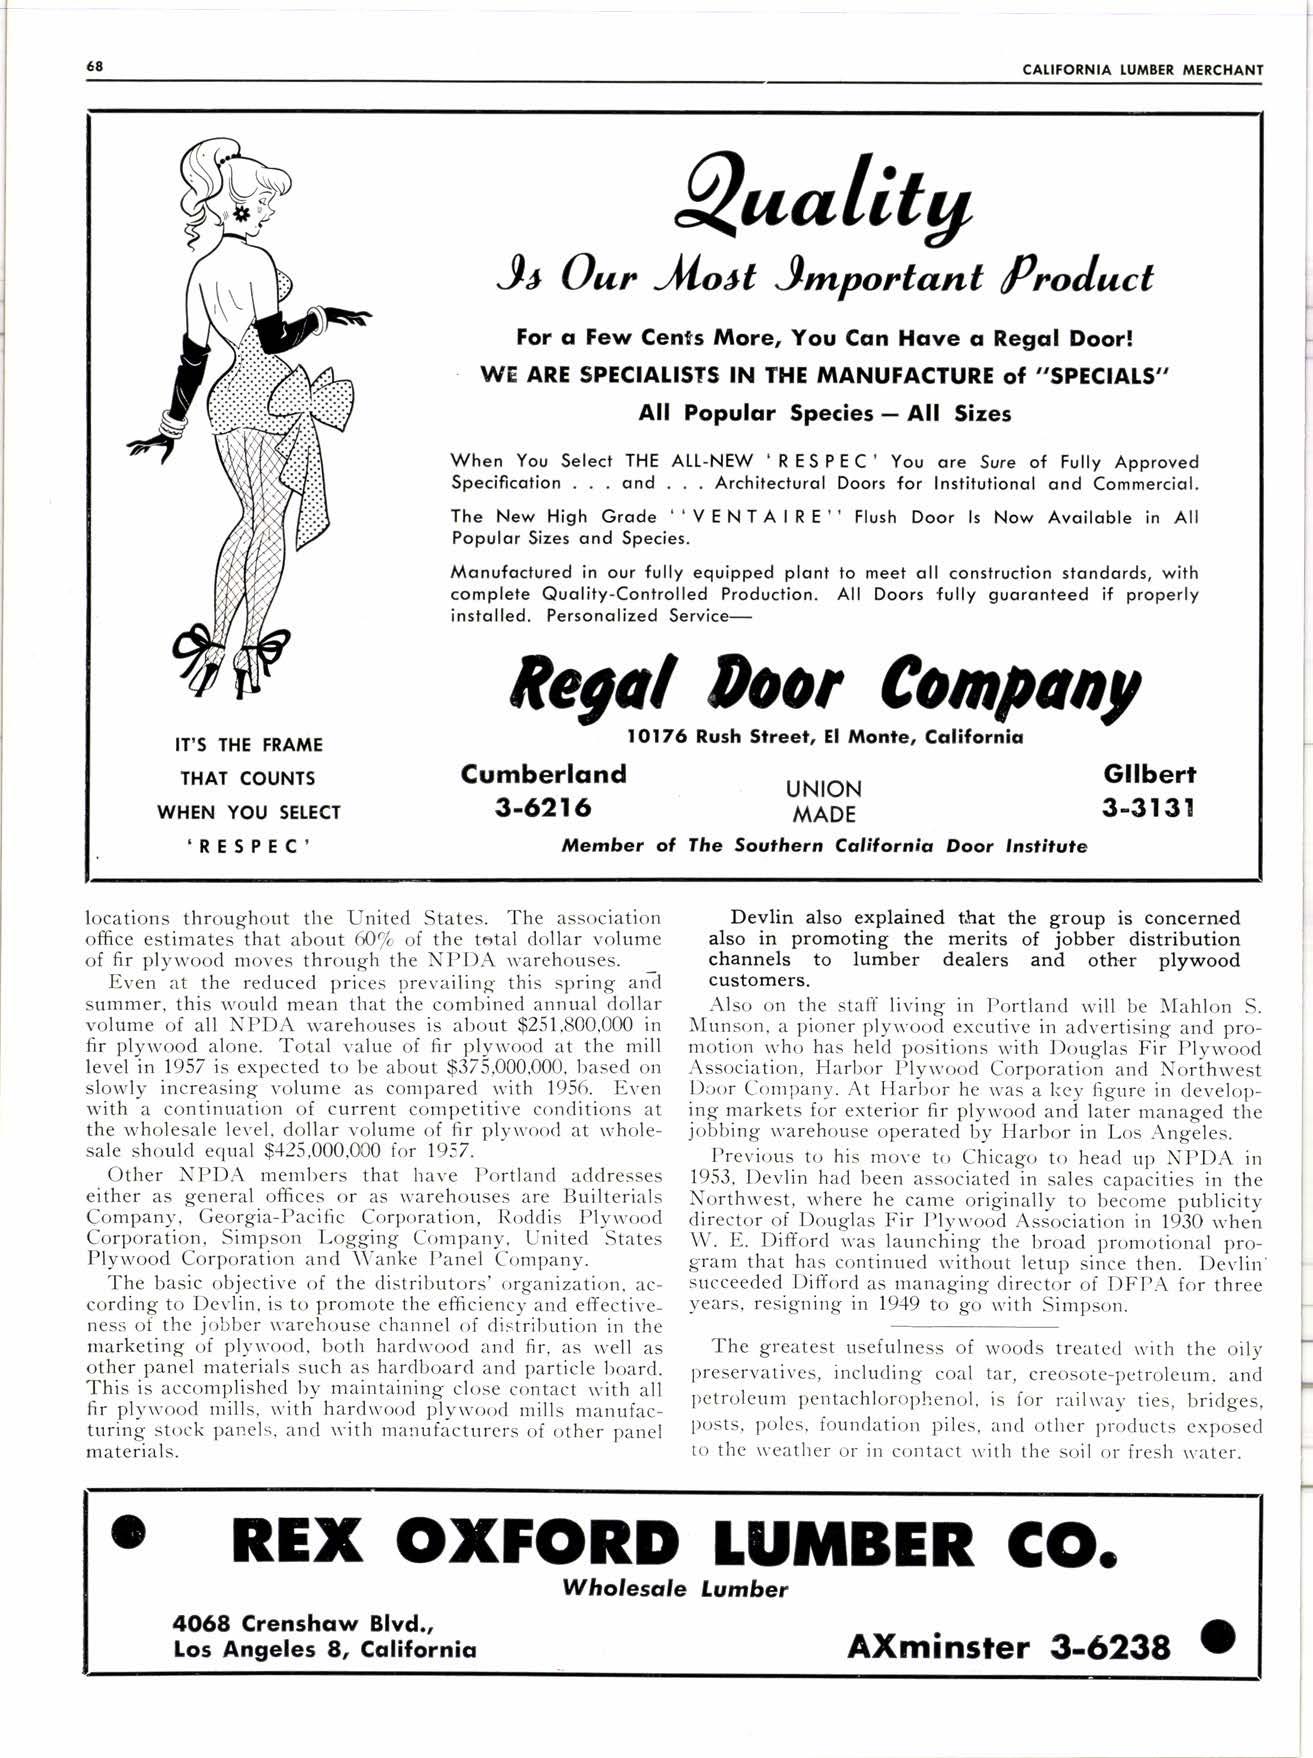 68
CALIFORNIA LUMBER MERCHANT
Quality
Is Our Most Important Product
For a Few Cents More, You Can Have a Regal Door!
WE ARE SPECIALISTS IN THE MANUFACTURE of "SPECIALS"
All Popular Species — All Sizes
When You Select THE ALL-NEW 'RESPEC' You are Sure of Fully Approved
Specification . . . and . . . Architectural Doors for Institutional and Commercial.
The New High Grade ''VENTAIRE'' Flush Door Is Now Available in All
Popular Sizes and Species.
Manufactured in our fully equipped plant to meet all construction standards, with
complete Quality-Controlled Production. All Doors fully guaranteed if properly
installed. Personalized Service—
Regal Door Company
10176 Rush Street, El Monte, California
Cumberland
3-6216
UNION
MADE
GIlbert
3-3131
Member of The Southern California Door Institute
IT'S THE FRAME
THAT COUNTS
WHEN YOU SELECT
'RESPEC'
locations throughout the United States. The association
office estimates that about 60% of the total dollar volume
of fir plywood moves through the NPDA warehouses.
Even at the reduced prices prevailing this spring and
summer, this would mean that the combined annual dollar
volume of all NPDA warehouses is about $251,800,000 in
fir plywood alone. Total value of fir plywood at the mill
level in 1957 is expected to be about $375,000,000, based on
slowly increasing volume as compared with 1956. Even
with a continuation of current competitive conditions at
the wholesale level, dollar volume of fir plywood at whole-
sale should equal $425,000,000 for 1957.
Other NPDA members that have Portland addresses
either as general offices or as warehouses are Builterials
Company, Georgia-Pacific Corporation, Roddis Plywood
Corporation, Simpson Logging Company, United States
Plywood Corporation and Wanke Panel Company.
The basic objective of the distributors' organization, ac-
cording to Devlin, is to promote the efficiency and effective-
ness of the jobber warehouse channel of distribution in the
marketing of plywood, both hardwood and fir, as well as
other panel materials such as hardboard and particle board.
This is accomplished by maintaining close contact with all
fir plywood mills, with hardwood plywood mills manufac-
turing stock panels, and with manufacturers of other panel
materials.
Devlin also explained that the group is concerned
also in promoting the merits of jobber distribution
channels to lumber dealers and other plywood
customers.
Also on the staff living in Portland will be Mahlon S.
Munson, a pioner plywood excutive in advertising and pro-
motion who has held positions with Douglas Fir Plywood
Association, Harbor Plywood Corporation and Northwest
Door Company. At Harbor he was a key figure in develop-
ing markets for exterior fir plywood and later managed the
jobbing warehouse operated by Harbor in Los Angeles.
Previous to his move to Chicago to head up NPDA in
1953, Devlin had been associated in sales capacities in the
Northwest, where he came originally to become publicity
director of Douglas Fir Plywood Association in 1930 when
W. E. Difford was launching the broad promotional pro-
gram that has continued without letup since then. Devlin
succeeded Difford as managing director of DFPA for three
years, resigning in 1949 to go with Simpson.
The greatest usefulness of woods treated with the oily
preservatives, including coal tar, creosote-petroleum, and
petroleum pentachlorophenol, is for railway ties, bridges,
posts, poles, foundation piles, and other products exposed
to the weather or in contact with the soil or fresh water.
REX OXFORD LUMBER CO.
Wholesale Lumber
4068 Crenshaw Blvd.,
Los Angeles 8, California
AXminster 3-6238